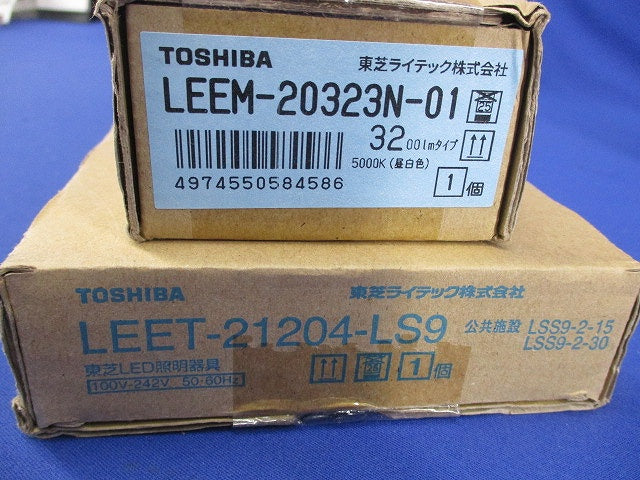 TOSHIBA 東芝ライテック株式会社
LEEM-20323N-01
25
3200lmタイプ
5000K(昼白色)
4974550584586
1個
TOSHIBA 東芝ライテック株式会社
LEET-21204-LS9 公共施設 LSS9-2-15
LSS9-2-30
東芝LED照明器具
100V-242V 50-60Hz
1個